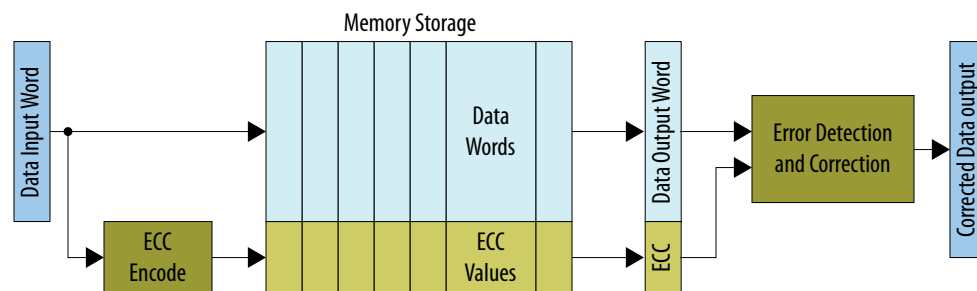 Memory Storage
Data Input Word
ECC
Encode
Data
Words
ECC
Values
Data Output Word
ECC
Error Detection
and Correction
Corrected Data output